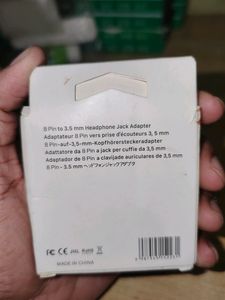 8 Pin to 3.5 mm Headphone Jack Adapter
Adaptateur 8 Pin vers prise d'écouteurs 3, 5 mm
8 Pin-auf-3,5-mm-Kopfhörersteckeradapter
Adattatore da 8 Pin a jack per cuffie da 3,5 mm
Adaptador de 8 Pin a clavijade auriculares de 3,5 mm
8 Pin - 3.5 mm ヘッドフォンジャックアダプタ
CE RoHS
MADE IN CHINA